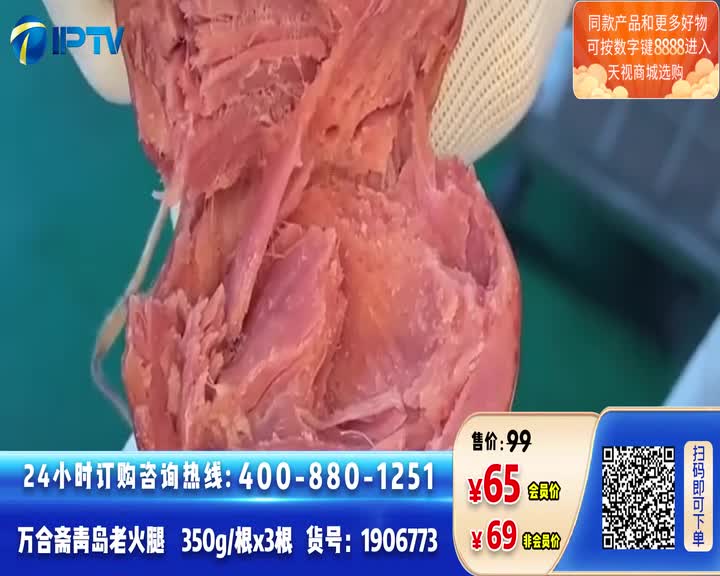 IPTV
同款产品和更多好物
可按数字键8888进入
天视商城选购
24小时订购咨询热线:400-880-1251
万合斋青岛老火腿 350g/根x3根 货号: 1906773
售价:99
¥65 会员价
¥69 非会员价
扫码即可下单